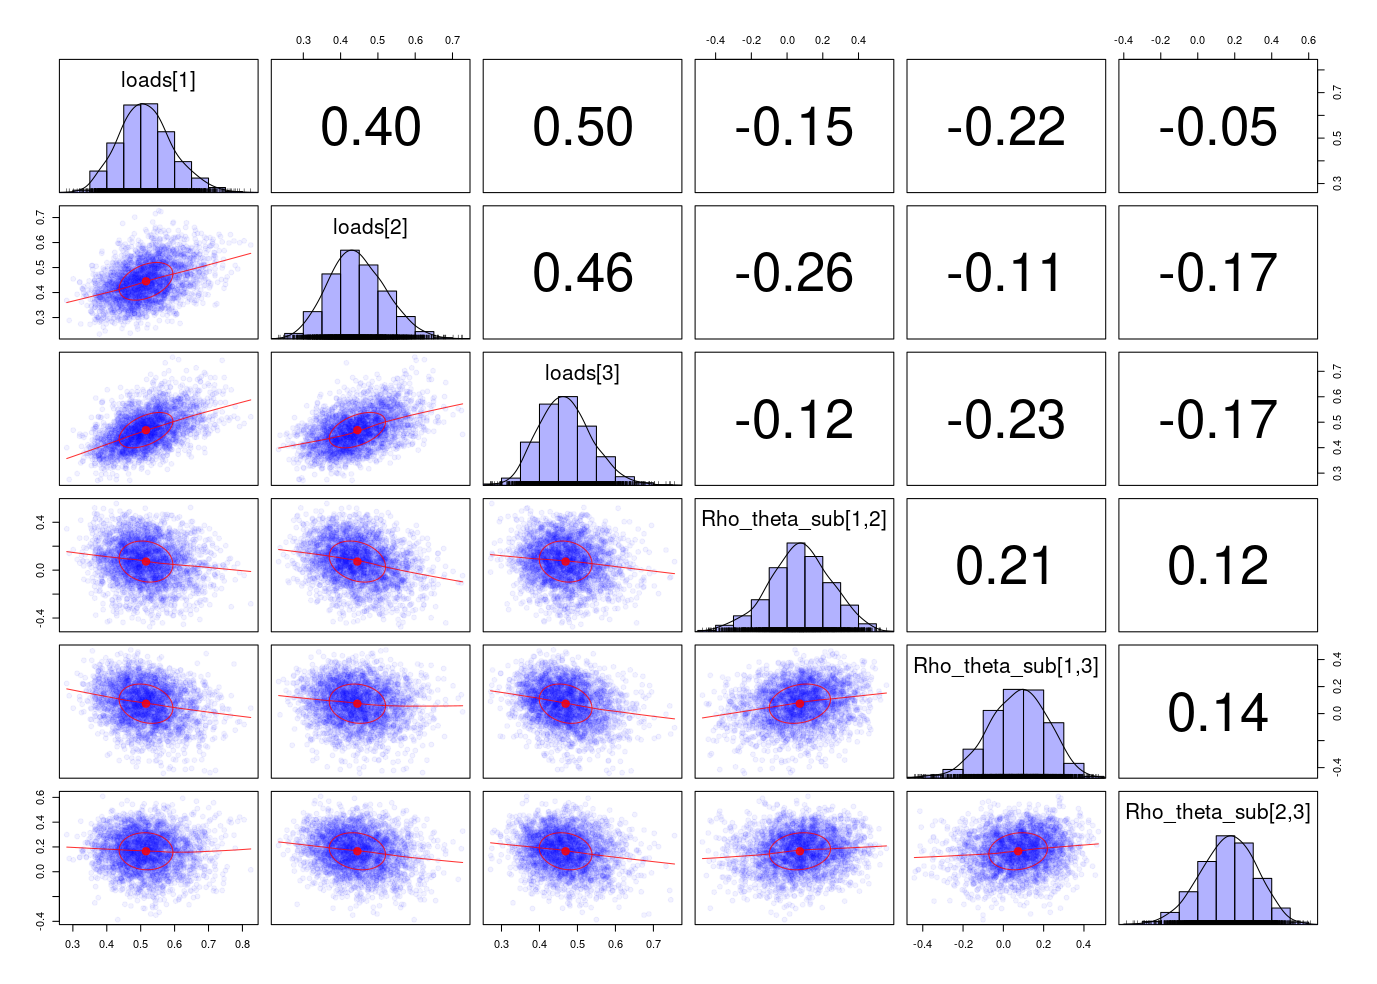 0.3 0.4 0.5 0.6 0.7 -0.4 -0.2 0.0 0.2 0.4 -0.4 -0.2 0.0 0.2 0.4 0.6
loads[1] 0.40 0.50 -0.15 -0.22 -0.05
0.3 0.5 0.7
0.3 0.4 0.5 0.6 0.7
loads[2] 0.46 -0.26 -0.11 -0.17
loads[3] -0.12 -0.23 -0.17
0.3 0.4 0.5 0.6 0.7
-0.4 0.0 0.4
Rho_theta_sub[1,2] 0.21 0.12
Rho_theta_sub[1,3] 0.14
-0.4 0.0 0.2 0.4
-0.4 0.0 0.2 0.4 0.6
Rho_theta_sub[2,3]
0.3 0.4 0.5 0.6 0.7 0.8 0.3 0.4 0.5 0.6 0.7 -0.4 -0.2 0.0 0.2 0.4